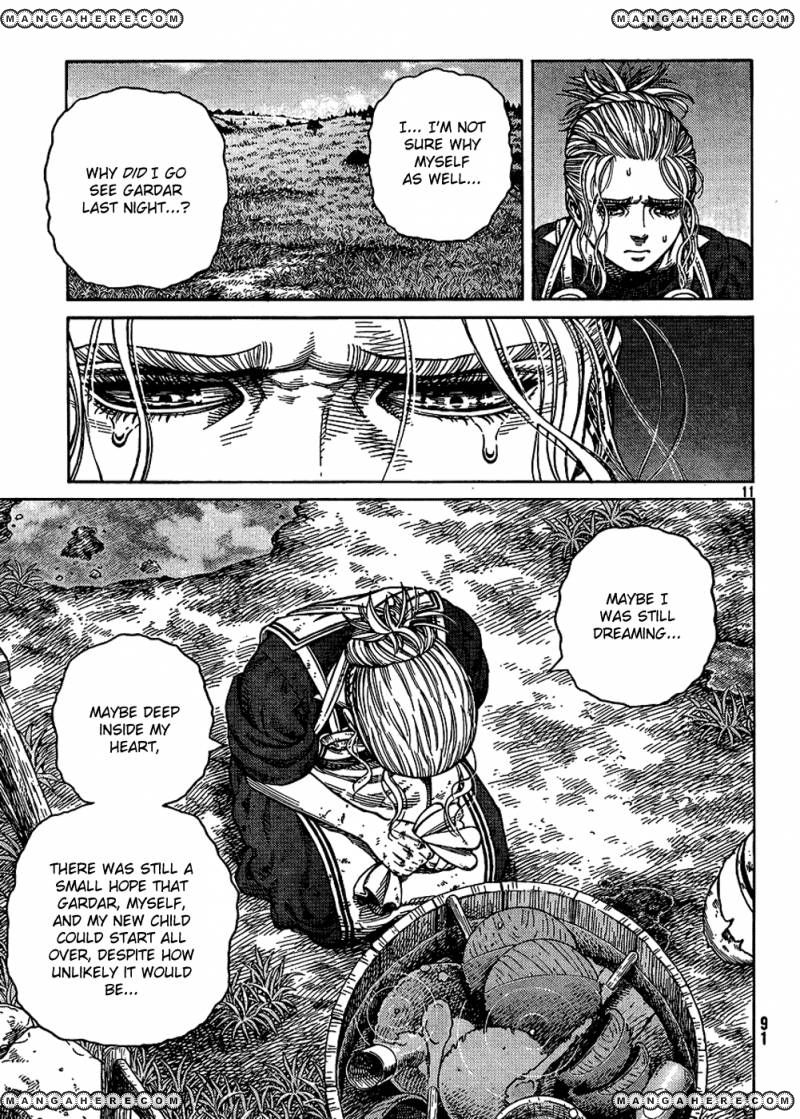 MANGAHERE.COM
MANGAHERE.COM
I... I'M NOT
SURE WHY
MYSELF
AS WELL...
WHY DID I GO
SEE GARDAR
LAST NIGHT...?
11
MAYBE I
WAS STILL
DREAMING...
MAYBE DEEP
INSIDE MY
HEART,
THERE WAS STILL A
SMALL HOPE THAT
GARDAR, MYSELF,
AND MY NEW CHILD
COULD START ALL
OVER, DESPITE HOW
UNLIKELY IT WOULD
BE...
91
MANGAHERE.COM
MANGAHERE.COM